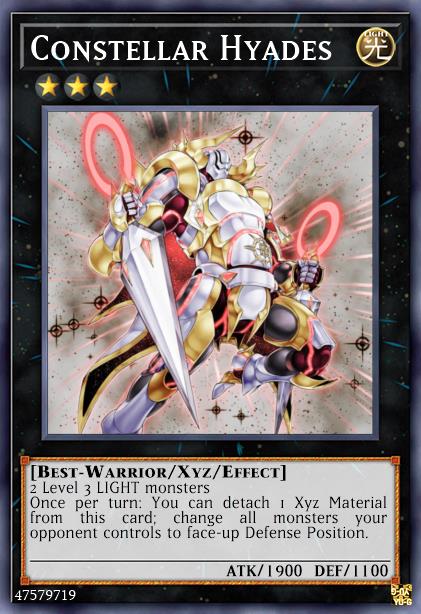 CONSTELLAR HYADES
LIGHT
光
[BEST-WARRIOR/XYZ/EFFECT]
2 Level 3 LIGHT monsters
Once per turn: You can detach 1 Xyz Material
from this card; change all monsters your
opponent controls to face-up Defense Position.
ATK/1900 DEF/1100
47579719